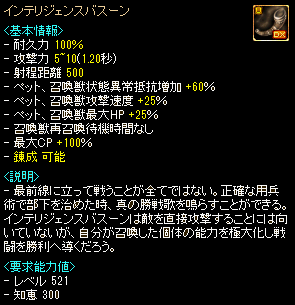 インテリジェンスバスーン
<基本情報>
- 耐久力 100%
- 攻撃力 5~10(1.20秒)
- 射程距離 500
- ペット、召喚獣状態異常抵抗増加 +60%
- ペット、召喚獣攻撃速度 +25%
- ペット、召喚獣最大HP +25%
- 召喚獣再召喚待機時間なし
- 最大CP +100%
- 錬成 可能
<説明>
- 最前線に立って戦うことが全てではない。正確な用兵
術で部下を治めた時、真の勝戦歌を鳴らすことができる。
インテリジェンスバスーンは敵を直接攻撃することには向
いていないが、自分が召喚した個体の能力を極大化し戦
闘を勝利へ導くだろう。
<要求能力値>
- レベル 521
- 知恵 300